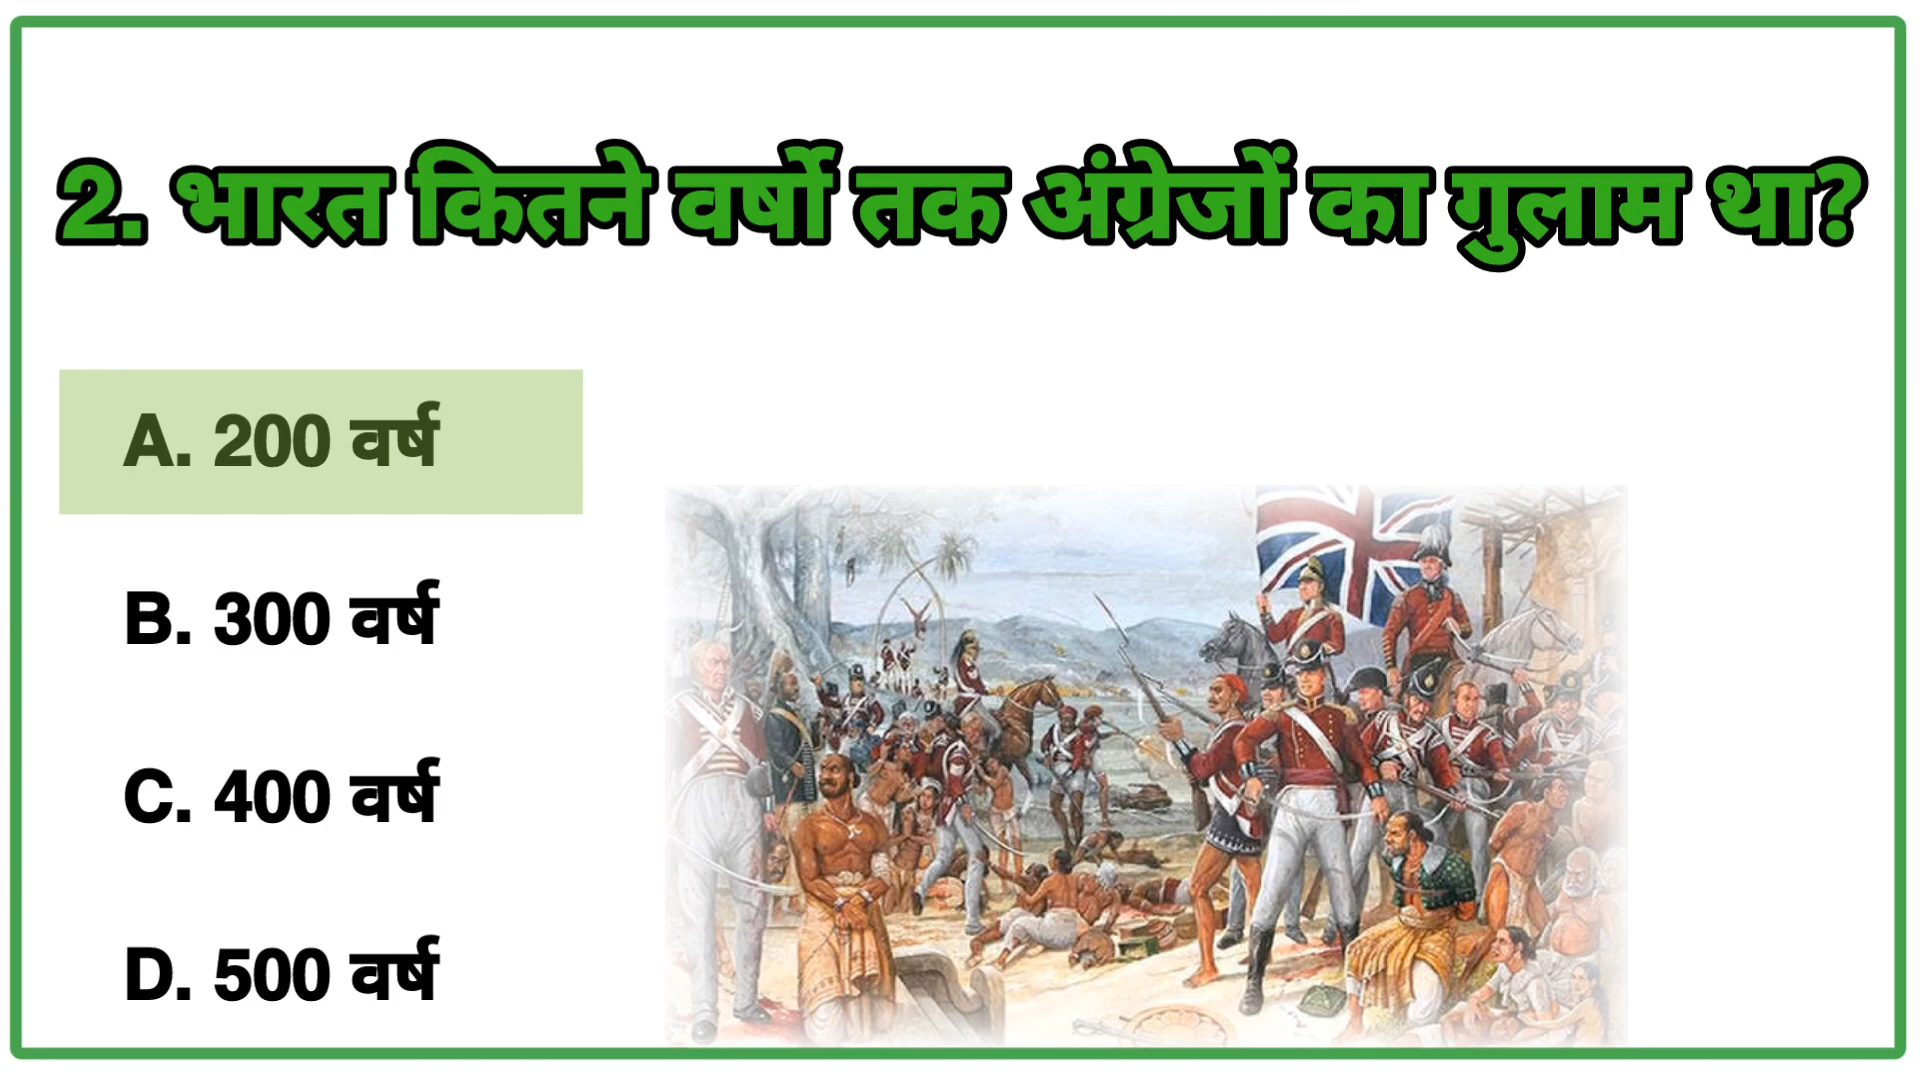 2. भारत कितने वर्षो तक अंग्रेजों का गुलाम था?
A. 200 वर्ष
B. 300 वर्ष
C. 400 वर्ष
D. 500 वर्ष